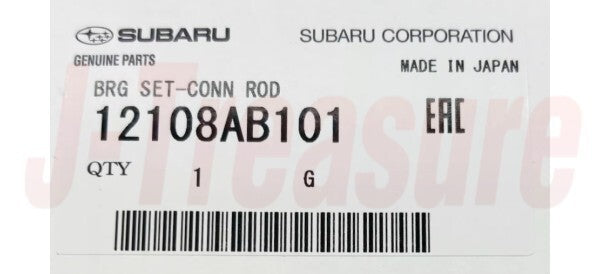 SUBARU
SUBARU CORPORATION
GENUINE PARTS
MADE IN JAPAN
BRG SET-CONN ROD
12108AB101
EAC
QTY 1 G
J-Treasure